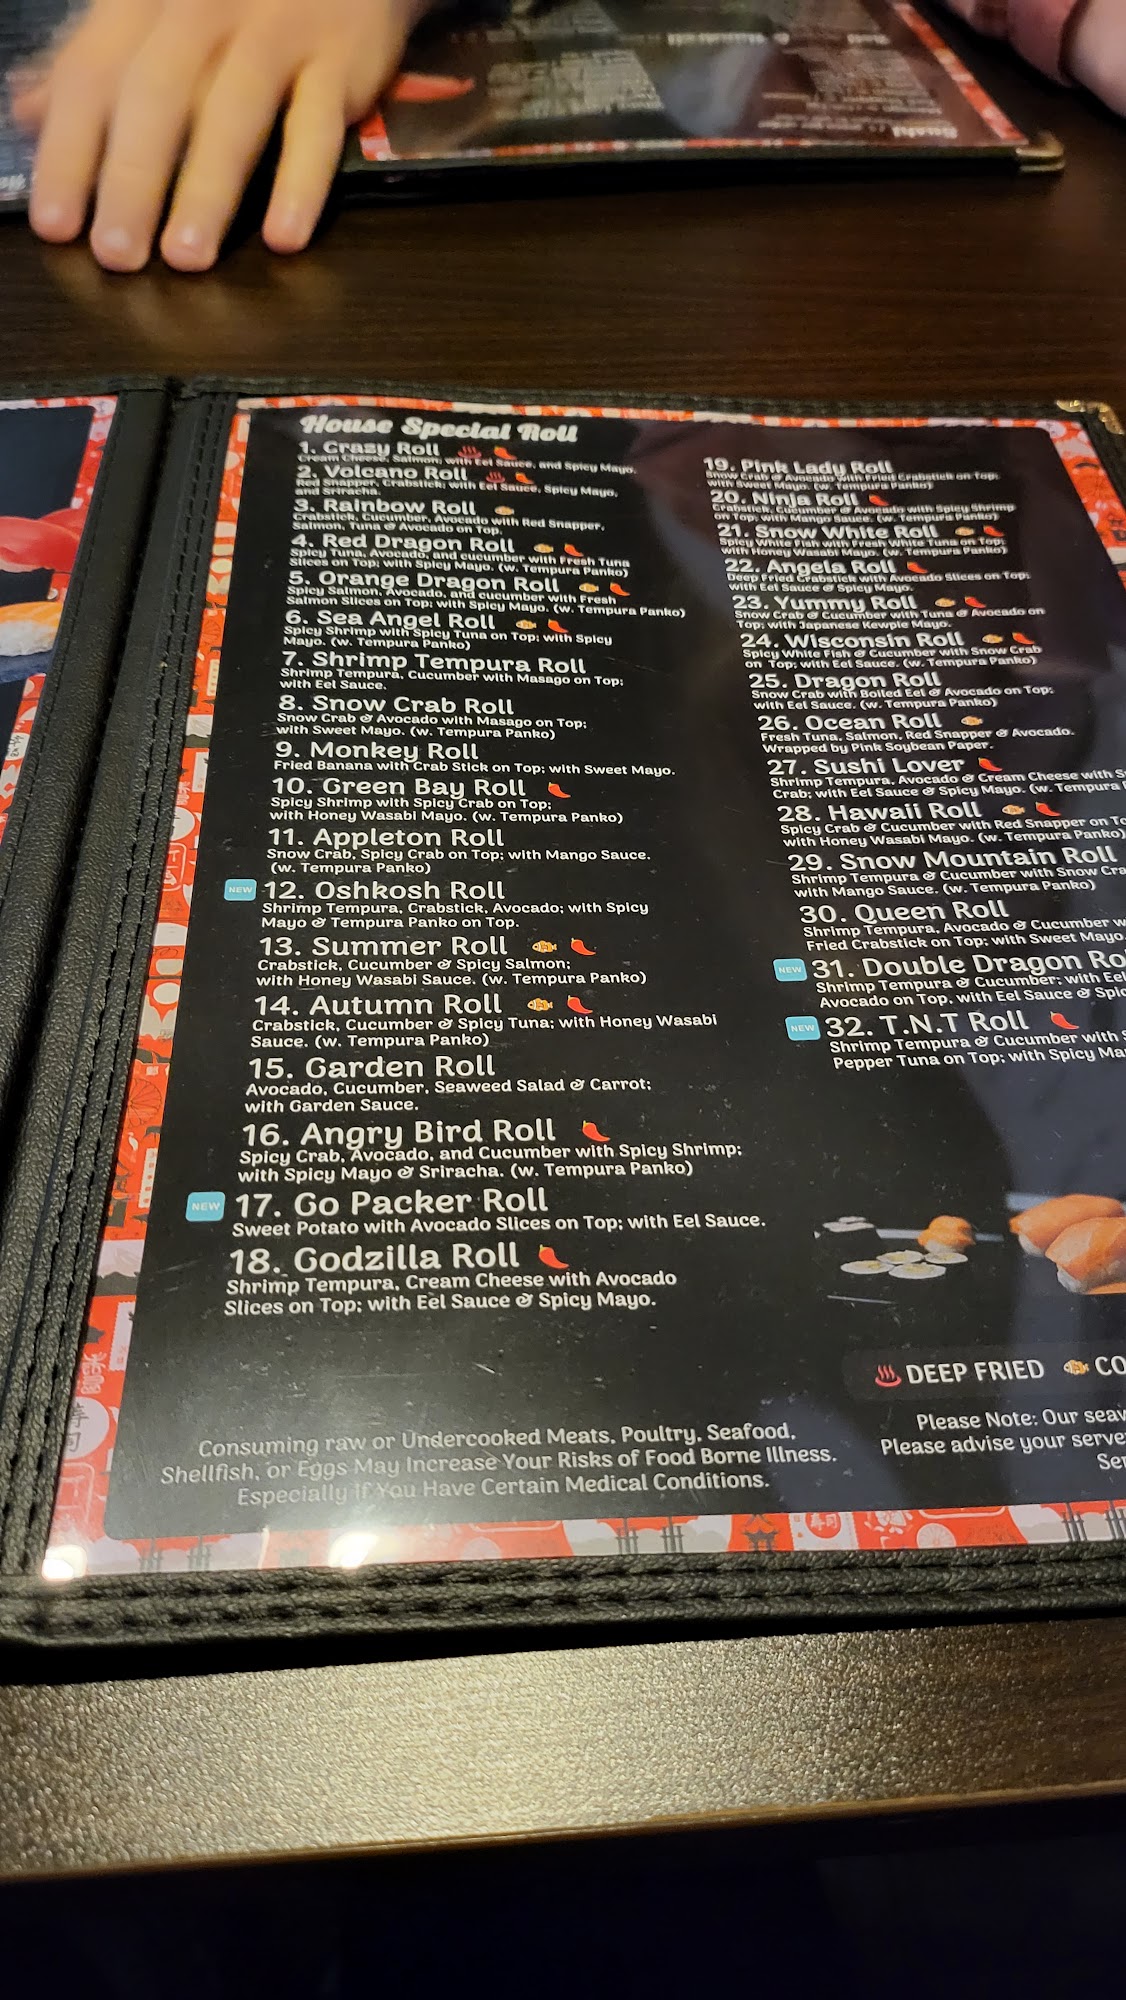 House Special Roll
1. Crazy Roll
Cream Cheese, Salmon; with Eel Sauce, and Spicy Mayo.
2. Volcano Roll
Red Snapper, Crabstick; with Eel Sauce, Spicy Mayo,
and Sriracha.
3. Rainbow Roll
Crabstick, Cucumber, Avocado with Red Snapper,
Salmon, Tuna & Avocado on Top.
4. Red Dragon Roll
Spicy Tuna, Avocado, and cucumber with Fresh Tuna
Slices on Top; with Spicy Mayo. (w. Tempura Panko)
5. Orange Dragon Roll
Spicy Salmon, Avocado, and cucumber with Fresh
Salmon Slices on Top; with Spicy Mayo. (w. Tempura Panko)
6. Sea Angel Roll
Spicy Shrimp with Spicy Tuna on Top; with Spicy
Mayo. (w. Tempura Panko)
7. Shrimp Tempura Roll
Shrimp Tempura, Cucumber with Masago on Top;
with Eel Sauce.
8. Snow Crab Roll
Snow Crab & Avocado with Masago on Top;
with Sweet Mayo. (w. Tempura Panko)
9. Monkey Roll
Fried Banana with Crab Stick on Top; with Sweet Mayo.
10. Green Bay Roll
Spicy Shrimp with Spicy Crab on Top;
with Honey Wasabi Mayo. (w. Tempura Panko)
11. Appleton Roll
Snow Crab, Spicy Crab on Top; with Mango Sauce.
(w. Tempura Panko)
NEW 12. Oshkosh Roll
Shrimp Tempura, Crabstick, Avocado; with Spicy
Mayo & Tempura Panko on Top.
13. Summer Roll
Crabstick, Cucumber & Spicy Salmon;
with Honey Wasabi Sauce. (w. Tempura Panko)
14. Autumn Roll
Crabstick, Cucumber & Spicy Tuna; with Honey Wasabi
Sauce. (w. Tempura Panko)
15. Garden Roll
Avocado, Cucumber, Seaweed Salad & Carrot;
with Garden Sauce.
16. Angry Bird Roll
Spicy Crab, Avocado, and Cucumber with Spicy Shrimp;
with Spicy Mayo & Sriracha. (w. Tempura Panko)
NEW 17. Go Packer Roll
Sweet Potato with Avocado Slices on Top; with Eel Sauce.
18. Godzilla Roll
Shrimp Tempura, Cream Cheese with Avocado
Slices on Top; with Eel Sauce & Spicy Mayo.
19. Pink Lady Roll
Snow Crab & Avocado with Fried Crabstick on Top;
with Sweet Mayo. (w. Tempura Panko)
20. Ninja Roll
Crabstick, Cucumber & Avocado with Spicy Shrimp
on Top, with Mango Sauce. (w. Tempura Panko)
21. Snow White Roll
Spicy White Fish with Fresh White Tuna on Top;
with Honey Wasabi Mayo. (w. Tempura Panko)
22. Angela Roll
Deep Fried Crabstick with Avocado Slices on Top;
with Eel Sauce & Spicy Mayo.
23. Yummy Roll
Snow Crab & Cucumber with Tuna & Avocado on
Top; with Japanese Kewpie Mayo.
24. Wisconsin Roll
Spicy White Fish & Cucumber with Snow Crab
on Top; with Eel Sauce. (w. Tempura Panko)
25. Dragon Roll
Snow Crab with Boiled Eel & Avocado on Top;
with Eel Sauce. (w. Tempura Panko)
26. Ocean Roll
Fresh Tuna, Salmon, Red Snapper & Avocado.
Wrapped by Pink Soybean Paper.
27. Sushi Lover
Shrimp Tempura, Avocado & Cream Cheese with S
Crab; with Eel Sauce & Spicy Mayo. (w. Tempura
28. Hawaii Roll
Spicy Crab & Cucumber with Red Snapper on To
with Honey Wasabi Mayo. (w. Tempura Panko)
29. Snow Mountain Roll
Shrimp Tempura & Cucumber with Snow Cra
with Mango Sauce. (w. Tempura Panko)
30. Queen Roll
Shrimp Tempura, Avocado & Cucumber w
Fried Crabstick on Top; with Sweet Mayo.
NEW 31. Double Dragon Ro
Shrimp Tempura & Cucumber; with Eel
Avocado on Top, with Eel Sauce & Spic
NEW 32. T.N.T Roll
Shrimp Tempura & Cucumber with
Pepper Tuna on Top; with Spicy Ma
DEEP FRIED CO
Consuming raw or Undercooked Meats, Poultry, Seafood,
Shellfish, or Eggs May Increase Your Risks of Food Borne Illness.
Especially If You Have Certain Medical Conditions.
Please Note: Our seav
Please advise your serve
Ser